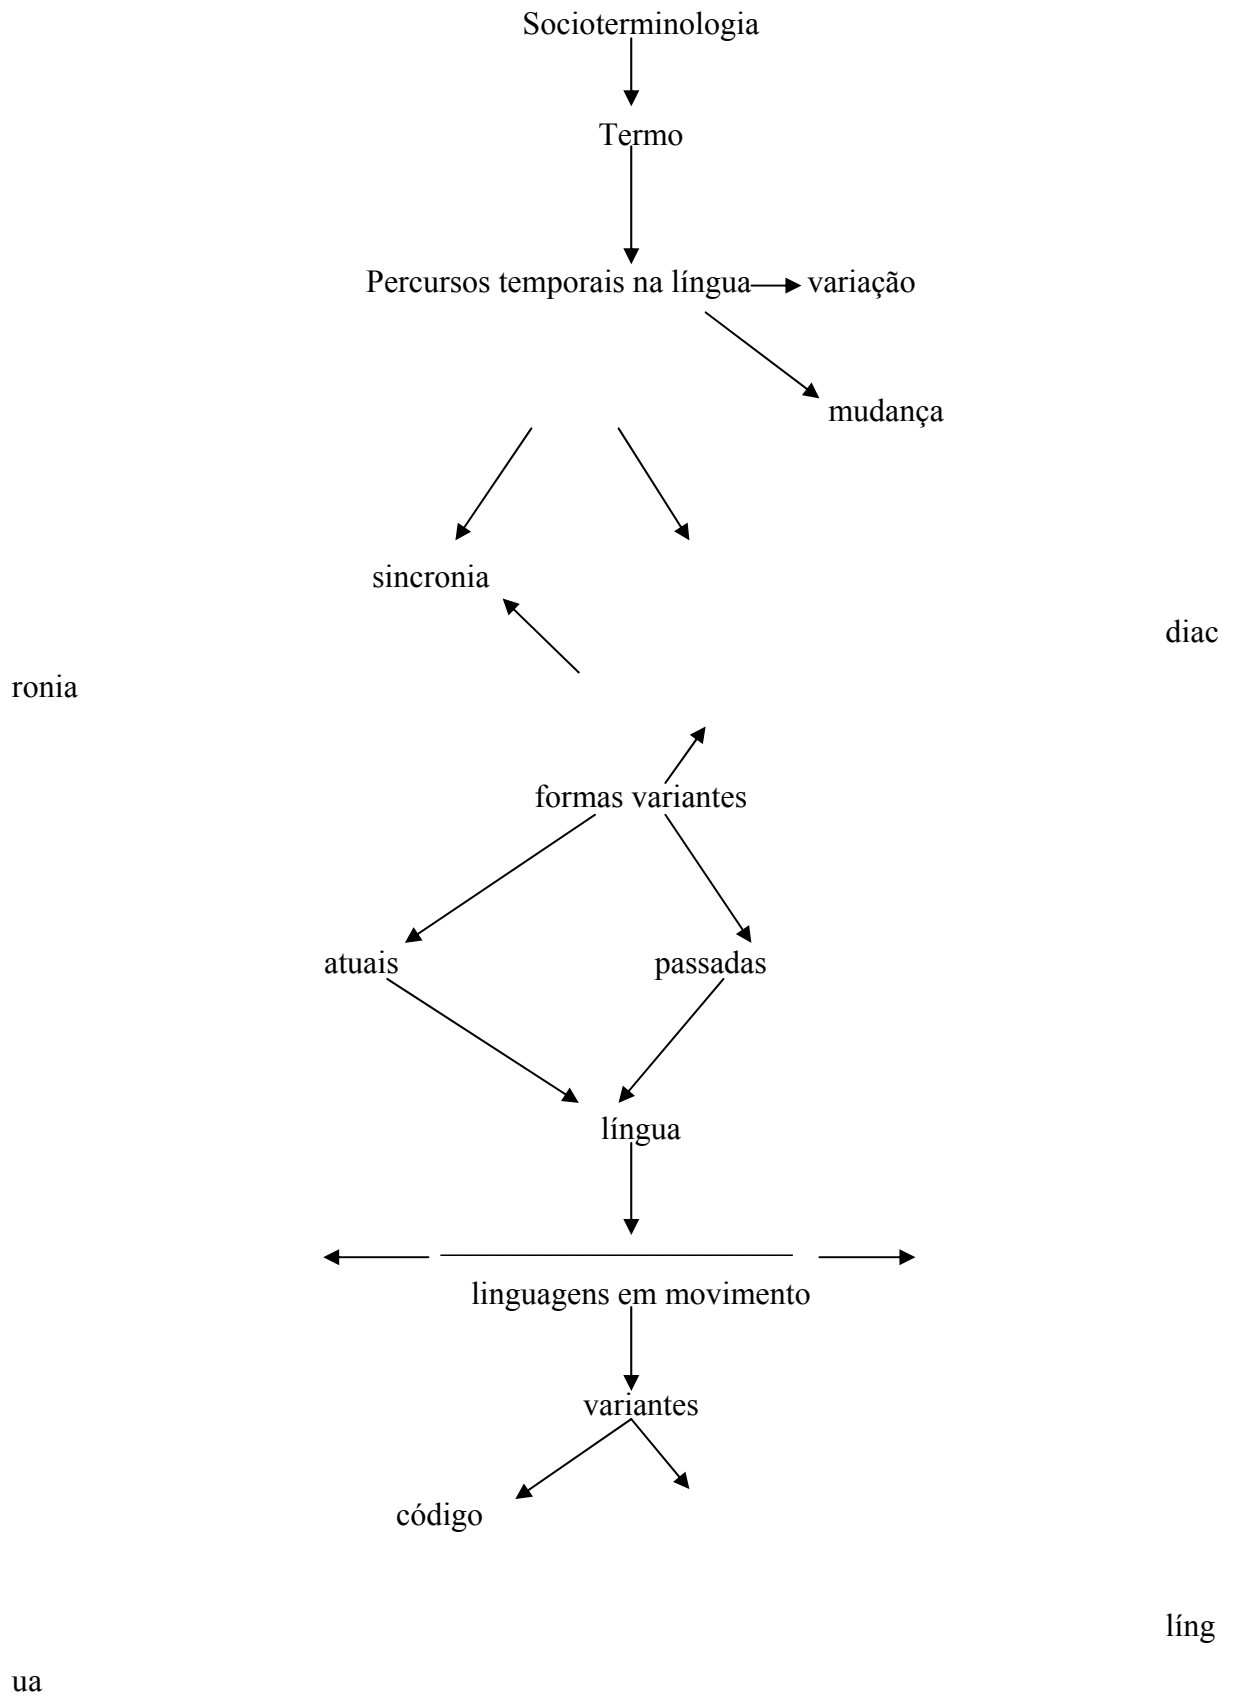 Socioterminologia
Termo
Percursos temporais na língua variação
mudança
sincronia
diac
ronia
formas variantes
atuais passadas
língua
linguagens em movimento
variantes
código
líng
ua